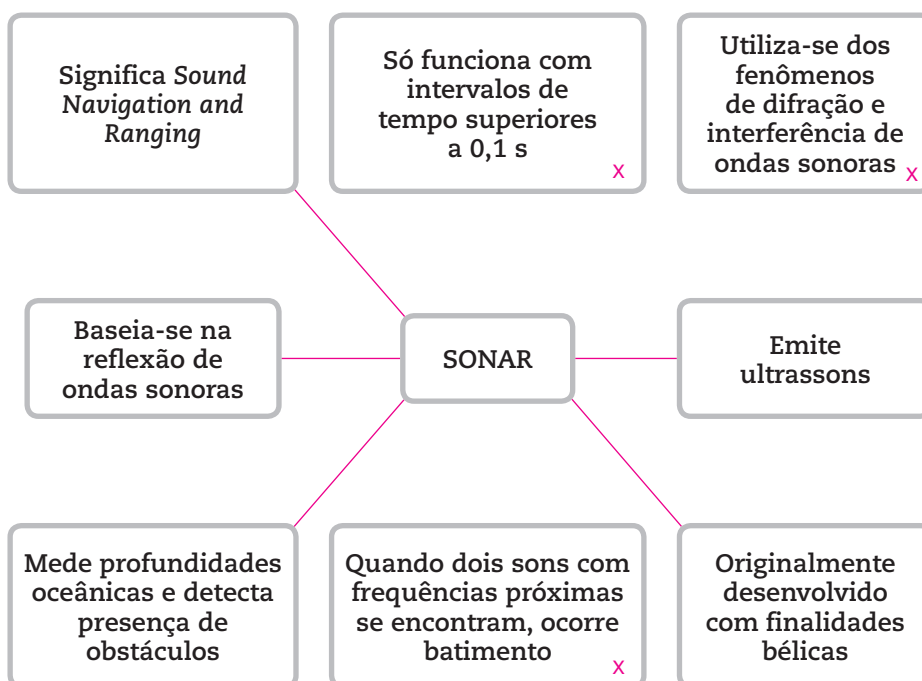 Significa Sound
Navigation and
Ranging
Só funciona com
intervalos de
tempo superiores
a 0,1 s
X
Utiliza-se dos
fenômenos
de difração e
interferência de
ondas sonoras
X
Baseia-se na
reflexão de
ondas sonoras
SONAR
Emite
ultrassons
Mede profundidades
oceânicas e detecta
presença de
obstáculos
Quando dois sons com
frequências próximas
se encontram, ocorre
batimento
X
Originalmente
desenvolvido
com finalidades
bélicas